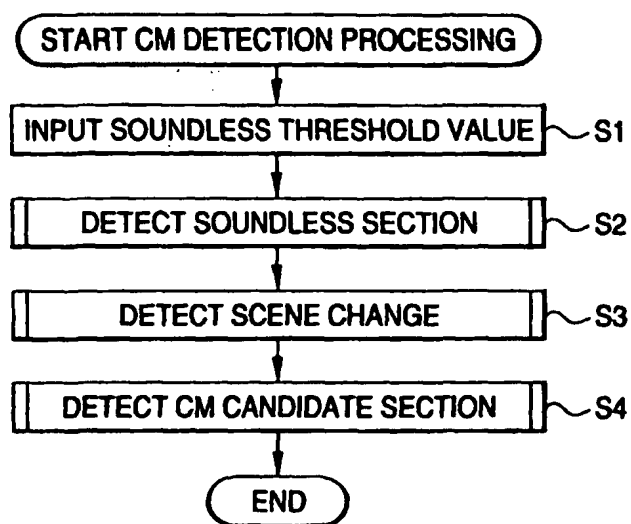 START CM DETECTION PROCESSING
INPUT SOUNDLESS THRESHOLD VALUE
S1
DETECT SOUNDLESS SECTION
S2
DETECT SCENE CHANGE
S3
DETECT CM CANDIDATE SECTION
S4
END